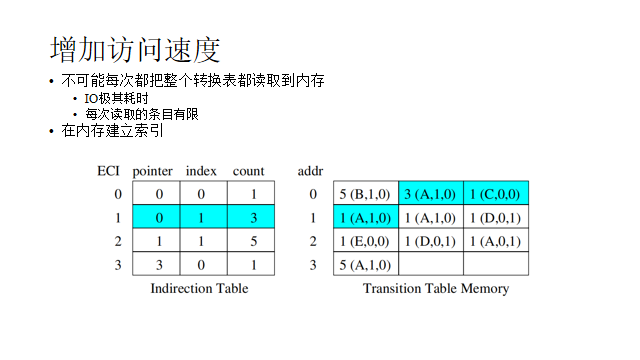 增加访问速度
• 不可能每次都把整个转换表都读取到内存
• IO极其耗时
• 每次读取的条目有限
• 在内存建立索引
ECI pointer index count addr
0 0 0 1 0 5 (B,1,0) 3 (A,1,0) 1 (C,0,0)
1 0 1 3 1 1 (A,1,0) 1 (A,1,0) 1 (D,0,1)
2 1 1 5 2 1 (E,0,0) 1 (D,0,1) 1 (A,0,1)
3 3 0 1 3 5 (A,1,0)
Indirection Table Transition Table Memory